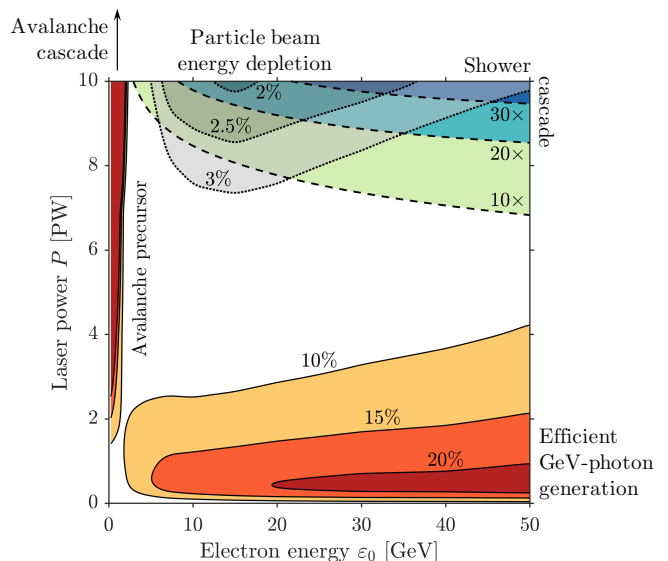 Avalanche
cascade
Particle beam
energy depletion
Shower
cascade
10
8
6
4
2
0
Laser power P [PW]
Avalanche precursor
2%
2.5%
3%
30×
20×
10×
10%
15%
20%
Efficient
GeV-photon
generation
0
10
20
30
40
50
Electron energy ε₀ [GeV]